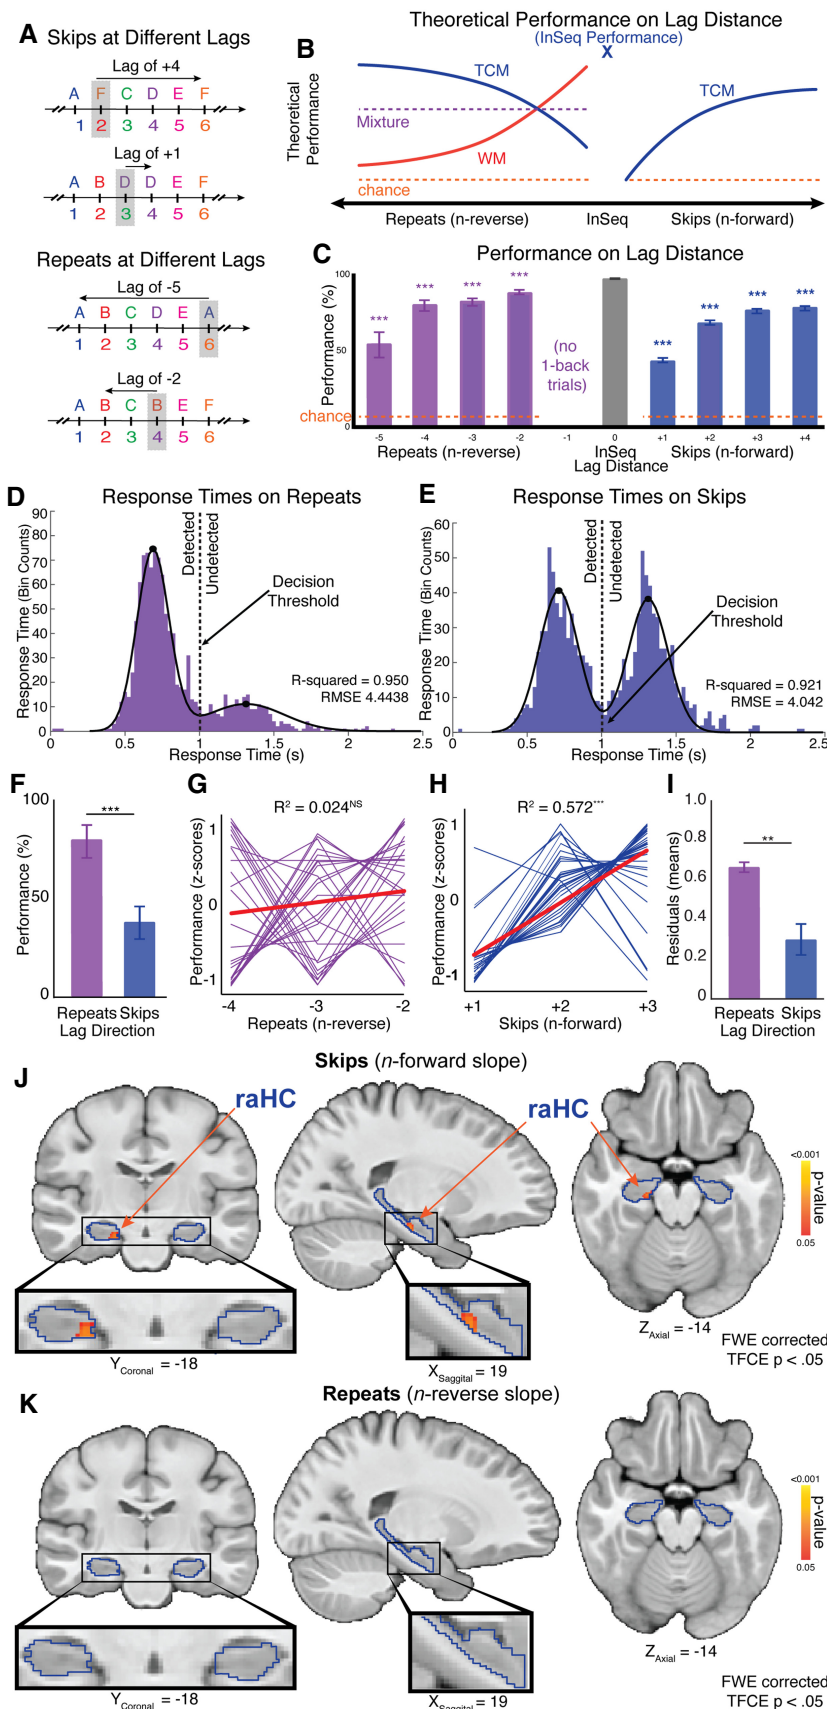 A
Skips at Different Lags
Lag of +4
A F C D E F
1 2 3 4 5 6
Lag of +1
A B D D E F
1 2 3 4 5 6
Repeats at Different Lags
Lag of -5
A B C D E A
1 2 3 4 5 6
Lag of -2
A B C B E F
1 2 3 4 5 6
B
Theoretical Performance on Lag Distance
(InSeq Performance)
X
Theoretical
Performance
TCM
TCM
Mixture
WM
chance
Repeats (n-reverse)
InSeq
Skips (n-forward)
C
Performance on Lag Distance
Performance (%)
100
50
0
*** *** *** ***
*** *** *** ***
(no
1-back
trials)
chance
-5 -4 -3 -2 -1 0 +1 +2 +3 +4
Repeats (n-reverse) InSeq Skips (n-forward)
Lag Distance
D
Response Times on Repeats
Response Time (Bin Counts)
90
80
70
60
50
40
30
20
10
0
Detected
Undetected
Decision
Threshold
R-squared = 0.950
RMSE 4.4438
0.5 1 1.5 2 2.5
Response Time (s)
E
Response Times on Skips
Response Time (Bin Counts)
60
50
40
30
20
10
0
Detected
Undetected
Decision
Threshold
R-squared = 0.921
RMSE = 4.042
0 0.5 1 1.5 2 2.5
Response Time (s)
F
Performance (%)
100
50
0
***
Repeats Skips
Lag Direction
G
R² = 0.024NS
Performance (z-scores)
1
0
-1
-4 -3 -2
Repeats (n-reverse)
H
R² = 0.572***
Performance (z-scores)
1
0
-1
+1 +2 +3
Skips (n-forward)
I
Residuals (means)
1.0
0.8
0.6
0.4
0.2
0
**
Repeats Skips
Lag Direction
J
Skips (n-forward slope)
raHC
raHC
<.001
p-value
0.05
YCoronal = -18
XSaggital = 19
ZAxial = -14
FWE corrected
TFCE p < .05
K
Repeats (n-reverse slope)
<.001
p-value
0.05
YCoronal = -18
XSaggital = 19
ZAxial = -14
FWE corrected
TFCE p < .05